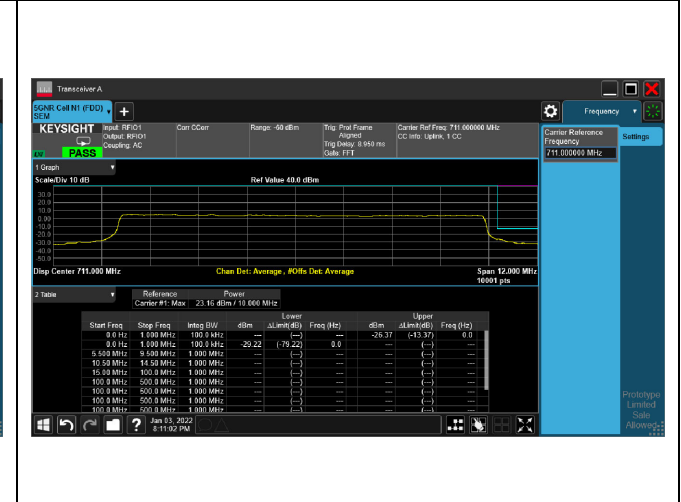 Transceiver A
5GNR Cell N1 (FDD)
SEM
+
Frequency
KEYSIGHT
PASS
Input: RFIO1
Output: RFIO1
Coupling: AC
Corr CCorr
Range: -60 dBm
Trig: Prot Frame
Aligned
Trig Delay: 8.950 ms
Gate: FFT
Carrier Ref Freq: 711.000000 MHz
CC Info: Uplink, 1 CC
Carrier Reference
Frequency
711.000000 MHz
Settings
1 Graph
Scale/Div 10 dB
Ref Value 40.0 dBm
30.0
20.0
10.0
0.00
-10.0
-20.0
-30.0
-40.0
-50.0
Disp Center 711.000 MHz
Chan Det: Average , #Offs Det: Average
Span 12.000 MHz
10001 pts
2 Table
Reference Power
Carrier #1: Max 23.16 dBm / 10.000 MHz
Lower Upper
Start Freq Stop Freq Integ BW dBm ΔLimit(dB) Freq (Hz) dBm ΔLimit(dB) Freq (Hz)
0.0 Hz 1.000 MHz 100.0 kHz --- (---) --- -26.37 (-13.37) 0.0
0.0 Hz 1.000 MHz 100.0 kHz -29.22 (-79.22) 0.0 --- (---) ---
5.500 MHz 9.500 MHz 1.000 MHz --- (---) --- --- (---) ---
10.50 MHz 14.50 MHz 1.000 MHz --- (---) --- --- (---) ---
15.00 MHz 100.0 MHz 1.000 MHz --- (---) --- --- (---) ---
100.0 MHz 500.0 MHz 1.000 MHz --- (---) --- --- (---) ---
100.0 MHz 500.0 MHz 1.000 MHz --- (---) --- --- (---) ---
100.0 MHz 500.0 MHz 1.000 MHz --- (---) --- --- (---) ---
100.0 MHz 500.0 MHz 1.000 MHz --- (---) --- --- (---) ---
Prototype
Limited
Sale
Allowed
?
Jan 03, 2022
8:11:02 PM